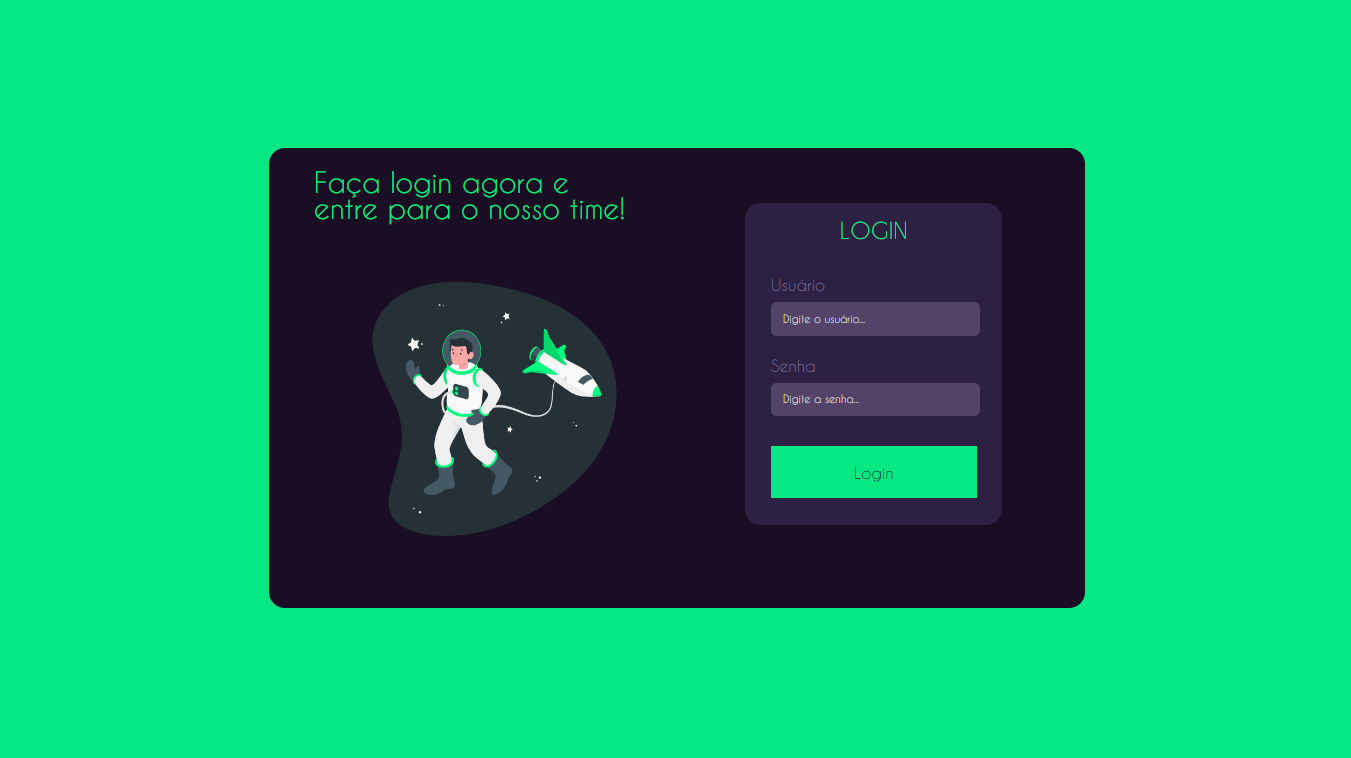 Faça login agora e
entre para o nosso time!
LOGIN
Usuário
Digite o usuário...
Senha
Digite a senha...
Login